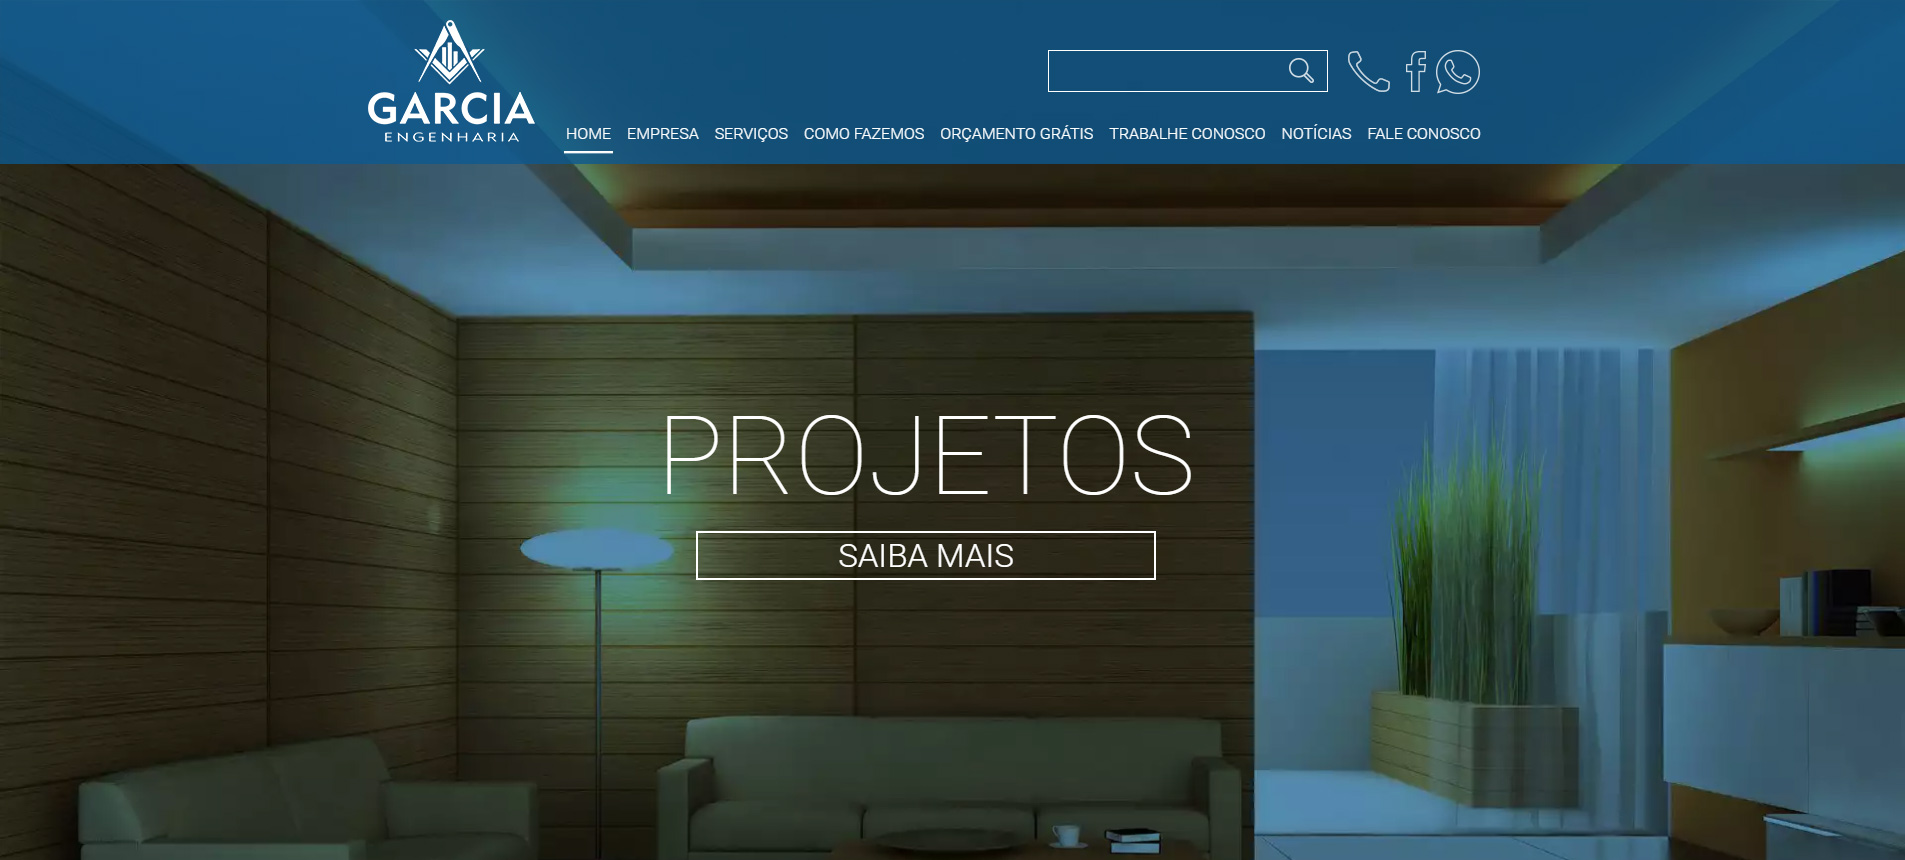 GARCIA
ENGENHARIA
HOME EMPRESA SERVIÇOS COMO FAZEMOS ORÇAMENTO GRÁTIS TRABALHE CONOSCO NOTÍCIAS FALE CONOSCO
PROJETOS
SAIBA MAIS